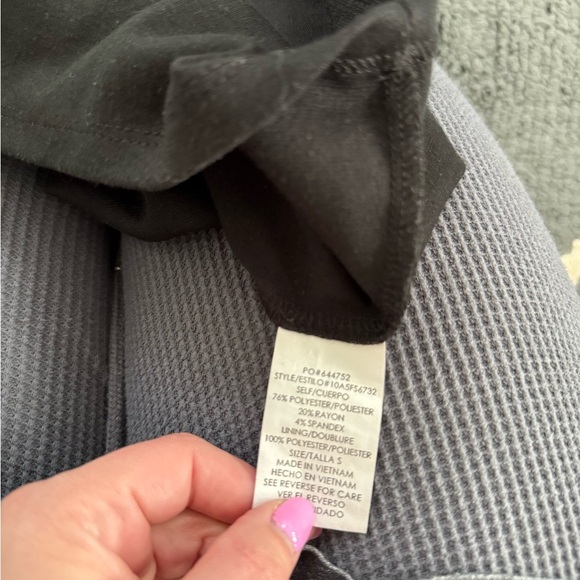 PO#644752
STYLE/ESTILO#10A5F56732
SELF/CUERPO
76% POLYESTER/POLIESTER
20% RAYON
4% SPANDEX
LINING/DOUBLURE
100% POLYESTER/POLIESTER
SIZE/TALLA S
MADE IN VIETNAM
HECHO EN VIETNAM
SEE REVERSE FOR CARE
VER EL REVERSO